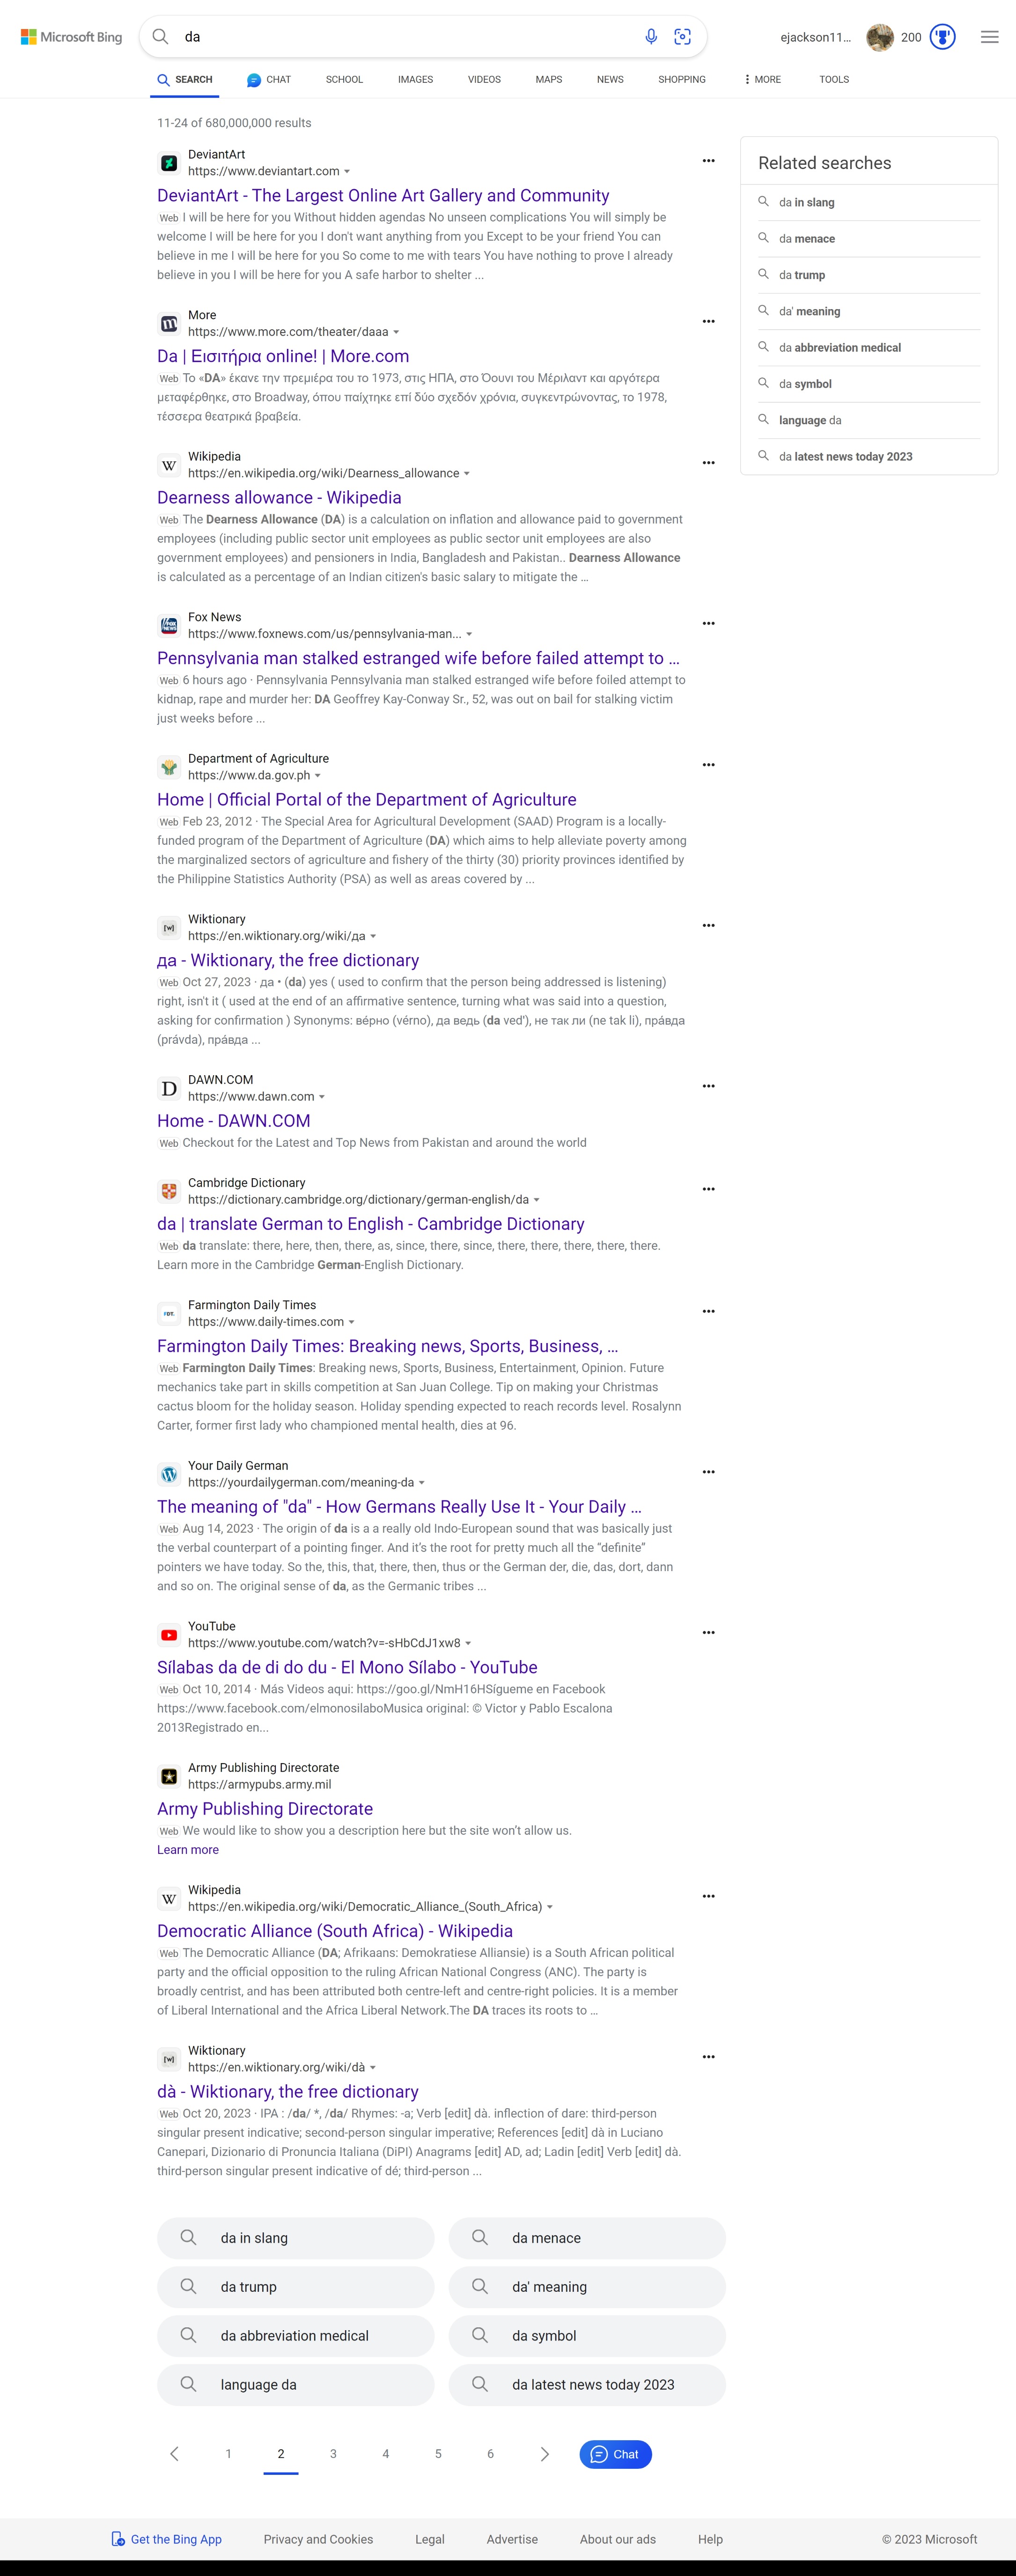 Microsoft Bing
da
ejackson11...
200
SEARCH
CHAT
SCHOOL
IMAGES
VIDEOS
MAPS
NEWS
SHOPPING
MORE
TOOLS
11-24 of 680,000,000 results
DeviantArt
https://www.deviantart.com
DeviantArt - The Largest Online Art Gallery and Community
Web I will be here for you Without hidden agendas No unseen complications You will simply be
welcome I will be here for you I don't want anything from you Except to be your friend You can
believe in me I will be here for you So come to me with tears You have nothing to prove I already
believe in you I will be here for you A safe harbor to shelter ...
More
https://www.more.com/theater/daaa
Da | Εισιτήρια online! | More.com
Web Το «DA» έκανε την πρεμιέρα του το 1973, στις ΗΠΑ, στο Όουνι του Μέριλαντ και αργότερα
μεταφέρθηκε, στο Broadway, όπου παίχτηκε επί δύο σχεδόν χρόνια, συγκεντρώνοντας, το 1978,
τέσσερα θεατρικά βραβεία.
Wikipedia
https://en.wikipedia.org/wiki/Dearness_allowance
Dearness allowance - Wikipedia
Web The Dearness Allowance (DA) is a calculation on inflation and allowance paid to government
employees (including public sector unit employees as public sector unit employees are also
government employees) and pensioners in India, Bangladesh and Pakistan.. Dearness Allowance
is calculated as a percentage of an Indian citizen's basic salary to mitigate the ...
Fox News
https://www.foxnews.com/us/pennsylvania-man...
Pennsylvania man stalked estranged wife before failed attempt to ...
Web 6 hours ago · Pennsylvania Pennsylvania man stalked estranged wife before foiled attempt to
kidnap, rape and murder her: DA Geoffrey Kay-Conway Sr., 52, was out on bail for stalking victim
just weeks before ...
Department of Agriculture
https://www.da.gov.ph
Home | Official Portal of the Department of Agriculture
Web Feb 23, 2012 · The Special Area for Agricultural Development (SAAD) Program is a locally-
funded program of the Department of Agriculture (DA) which aims to help alleviate poverty among
the marginalized sectors of agriculture and fishery of the thirty (30) priority provinces identified by
the Philippine Statistics Authority (PSA) as well as areas covered by ...
Wiktionary
https://en.wiktionary.org/wiki/да
да - Wiktionary, the free dictionary
Web Oct 27, 2023 · да • (da) yes ( used to confirm that the person being addressed is listening)
right, isn't it ( used at the end of an affirmative sentence, turning what was said into a question,
asking for confirmation ) Synonyms: ве́рно (vérno), да ведь (da vedʹ), не так ли (ne tak li), пра́вда
(právda), пра́вда ...
DAWN.COM
https://www.dawn.com
Home - DAWN.COM
Web Checkout for the Latest and Top News from Pakistan and around the world
Cambridge Dictionary
https://dictionary.cambridge.org/dictionary/german-english/da
da | translate German to English - Cambridge Dictionary
Web da translate: there, here, then, there, as, since, there, since, there, there, there, there, there.
Learn more in the Cambridge German-English Dictionary.
FDT.
Farmington Daily Times
https://www.daily-times.com
Farmington Daily Times: Breaking news, Sports, Business, ...
Web Farmington Daily Times: Breaking news, Sports, Business, Entertainment, Opinion. Future
mechanics take part in skills competition at San Juan College. Tip on making your Christmas
cactus bloom for the holiday season. Holiday spending expected to reach records level. Rosalynn
Carter, former first lady who championed mental health, dies at 96.
Your Daily German
https://yourdailygerman.com/meaning-da
The meaning of "da" - How Germans Really Use It - Your Daily ...
Web Aug 14, 2023 · The origin of da is a a really old Indo-European sound that was basically just
the verbal counterpart of a pointing finger. And it’s the root for pretty much all the “definite”
pointers we have today. So the, this, that, there, then, thus or the German der, die, das, dort, dann
and so on. The original sense of da, as the Germanic tribes ...
YouTube
https://www.youtube.com/watch?v=-sHbCdJ1xw8
Sílabas da de di do du - El Mono Sílabo - YouTube
Web Oct 10, 2014 · Más Videos aqui: https://goo.gl/NmH16HSígueme en Facebook
https://www.facebook.com/elmonosilaboMusica original: © Victor y Pablo Escalona
2013Registrado en...
Army Publishing Directorate
https://armypubs.army.mil
Army Publishing Directorate
Web We would like to show you a description here but the site won’t allow us.
Learn more
Wikipedia
https://en.wikipedia.org/wiki/Democratic_Alliance_(South_Africa)
Democratic Alliance (South Africa) - Wikipedia
Web The Democratic Alliance (DA; Afrikaans: Demokratiese Alliansie) is a South African political
party and the official opposition to the ruling African National Congress (ANC). The party is
broadly centrist, and has been attributed both centre-left and centre-right policies. It is a member
of Liberal International and the Africa Liberal Network.The DA traces its roots to ...
Wiktionary
https://en.wiktionary.org/wiki/dà
dà - Wiktionary, the free dictionary
Web Oct 20, 2023 · IPA : /da/ *, /da/ Rhymes: -a; Verb [edit] dà. inflection of dare: third-person
singular present indicative; second-person singular imperative; References [edit] dà in Luciano
Canepari, Dizionario di Pronuncia Italiana (DiPI) Anagrams [edit] AD, ad; Ladin [edit] Verb [edit] dà.
third-person singular present indicative of dé; third-person ...
Related searches
da in slang
da menace
da trump
da' meaning
da abbreviation medical
da symbol
language da
da latest news today 2023
da in slang
da menace
da trump
da' meaning
da abbreviation medical
da symbol
language da
da latest news today 2023
1 2 3 4 5 6
Chat
Get the Bing App
Privacy and Cookies
Legal
Advertise
About our ads
Help
© 2023 Microsoft